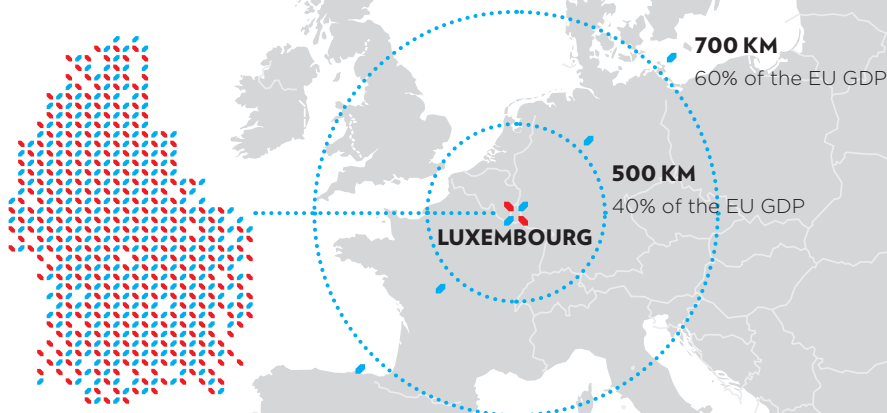 700 KM
60% of the EU GDP
500 KM
40% of the EU GDP
LUXEMBOURG